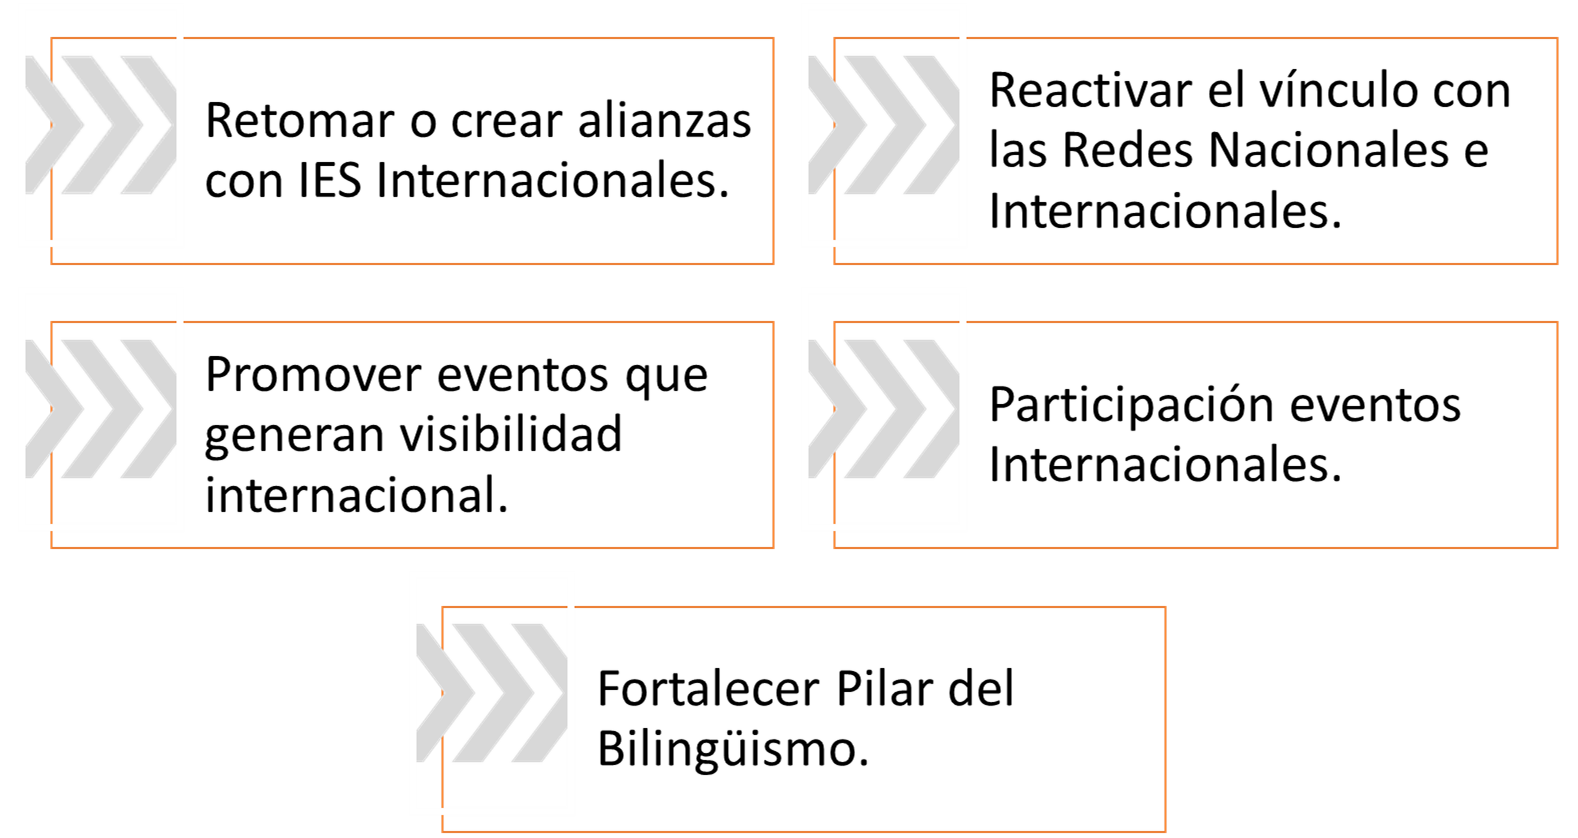 Retomar o crear alianzas
con IES Internacionales.
Reactivar el vínculo con
las Redes Nacionales e
Internacionales.
Promover eventos que
generan visibilidad
internacional.
Participación eventos
Internacionales.
Fortalecer Pilar del
Bilingüismo.